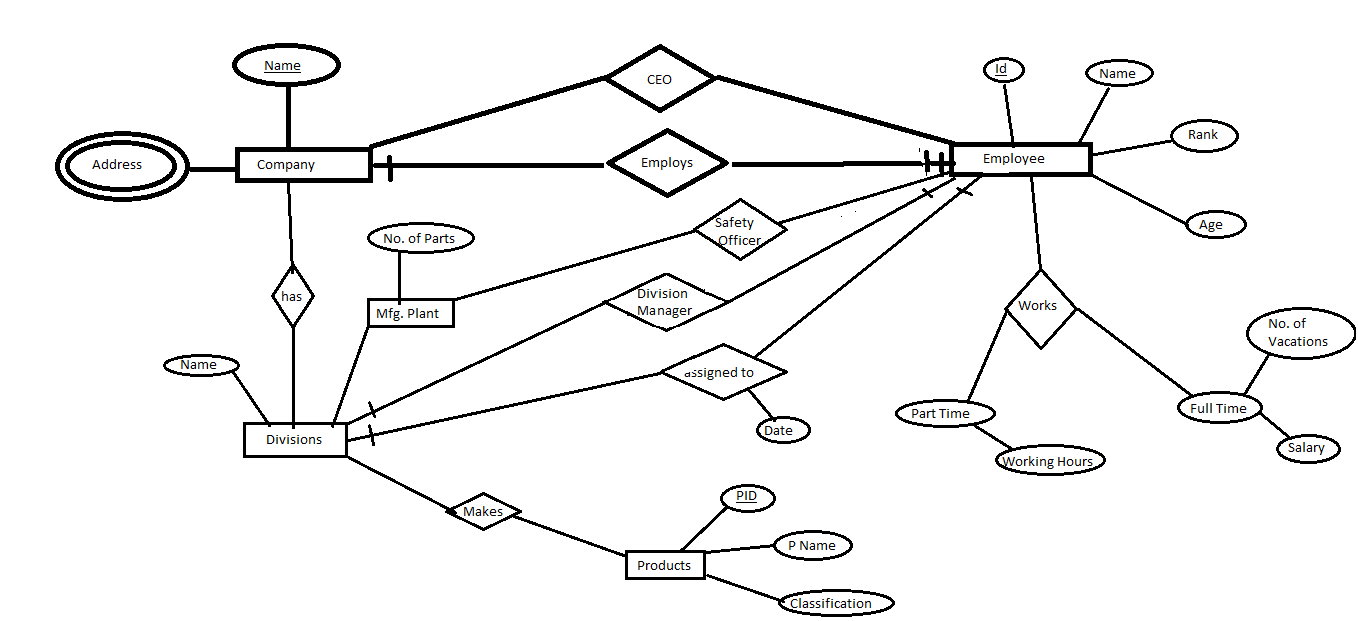 Name
CEO
Id
Name
Rank
Address
Company
Employs
Employee
Age
No. of Parts
Safety
Officer
has
Mfg. Plant
Division
Manager
Works
No. of
Vacations
Name
assigned to
Part Time
Full Time
Date
Divisions
Salary
Working Hours
Makes
PID
P Name
Products
Classification